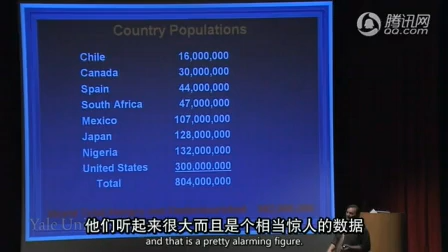 腾讯网
QQ.com
Country Populations
Chile 16,000,000
Canada 30,000,000
Spain 44,000,000
South Africa 47,000,000
Mexico 107,000,000
Japan 128,000,000
Nigeria 132,000,000
United States 300,000,000
Total 804,000,000
Yale Un
他们听起来很大而且是个相当惊人的数据
and that is a pretty alarming figure.